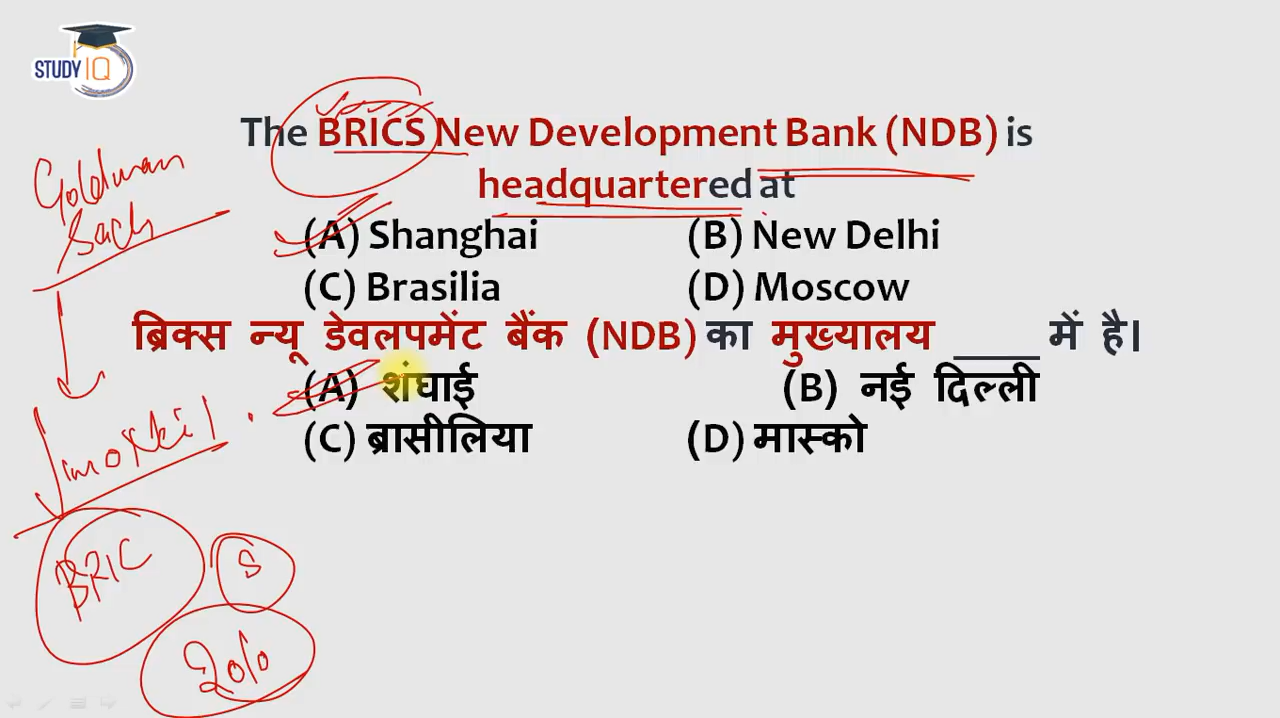 STUDY IQ
The BRICS New Development Bank (NDB) is
headquartered at
(A) Shanghai (B) New Delhi
(C) Brasilia (D) Moscow
ब्रिक्स न्यू डेवलपमेंट बैंक (NDB) का मुख्यालय ____ में है।
(A) शंघाई (B) नई दिल्ली
(C) ब्रासीलिया (D) मास्को
Goldman
Sach
BRIC
S
2010